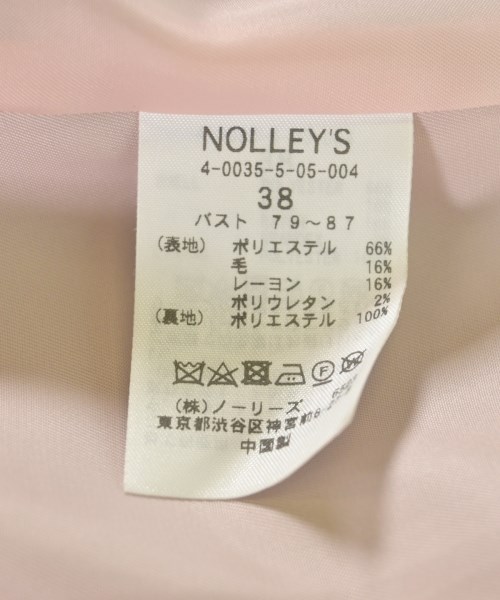 NOLLEY'S
4-0035-5-05-004
38
バスト 79～87
(表地) ポリエステル 66%
毛 16%
レーヨン 16%
ポリウレタン 2%
(裏地) ポリエステル 100%
(株)ノーリーズ
東京都渋谷区神宮前6
中国製